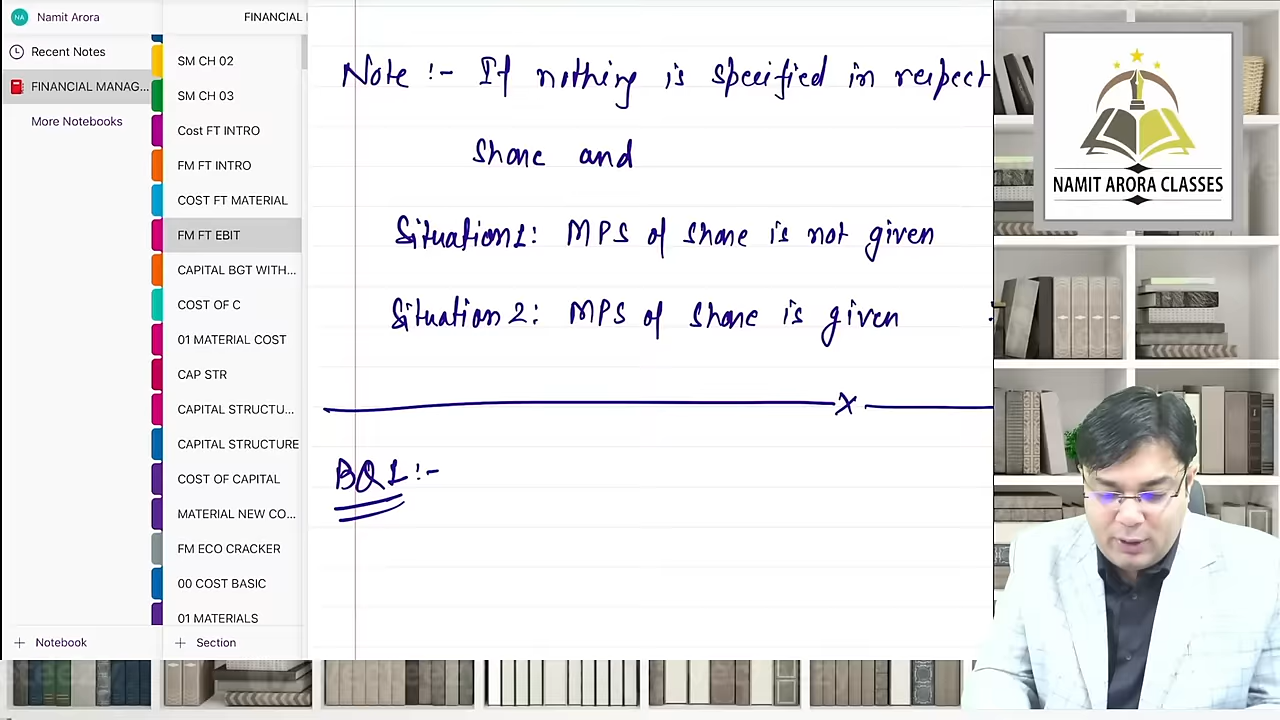 NA Namit Arora
Recent Notes
FINANCIAL MANAG...
More Notebooks
+ Notebook
FINANCIAL
SM CH 02
SM CH 03
Cost FT INTRO
FM FT INTRO
COST FT MATERIAL
FM FT EBIT
CAPITAL BGT WITH...
COST OF C
01 MATERIAL COST
CAP STR
CAPITAL STRUCTU...
CAPITAL STRUCTURE
COST OF CAPITAL
MATERIAL NEW CO...
FM ECO CRACKER
00 COST BASIC
01 MATERIALS
+ Section
Note :- If nothing is specified in respect
Share and
Situation1: MPS of share is not given
Situation2: MPS of share is given
BQ1:-
NAMIT ARORA CLASSES